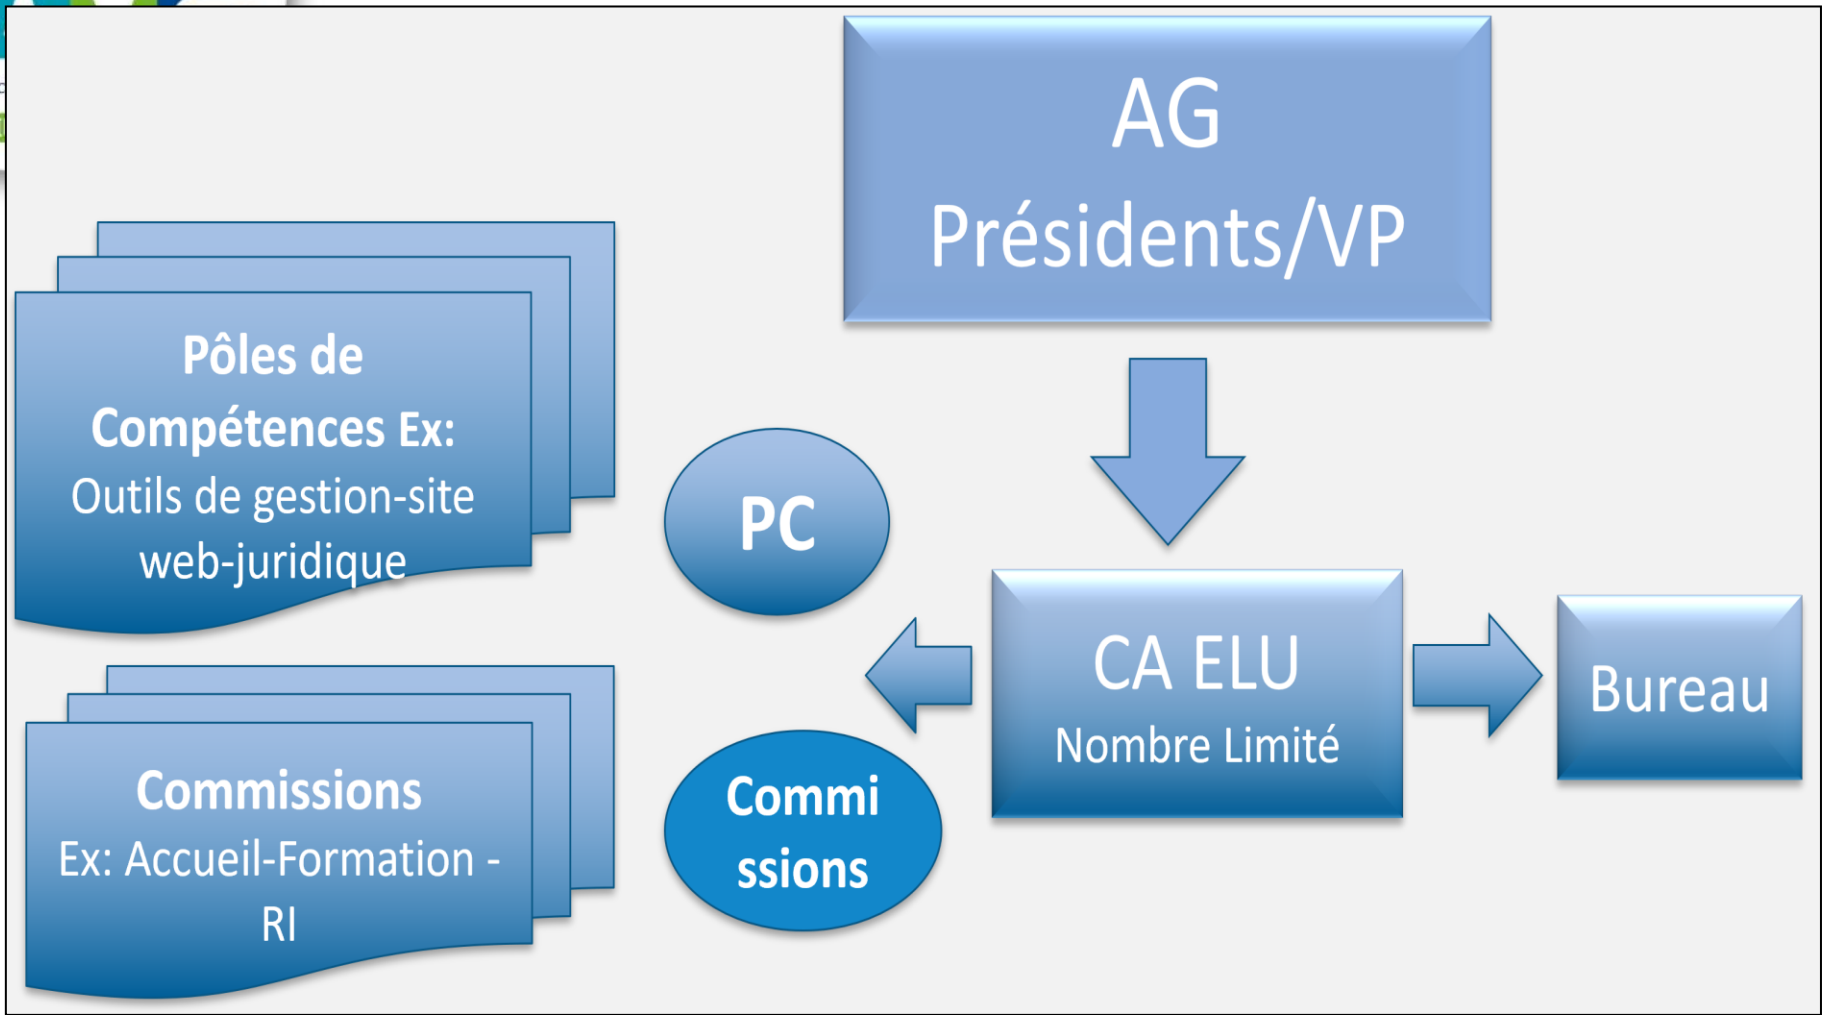 AG
Présidents/VP
Pôles de
Compétences Ex:
Outils de gestion-site
web-juridique
PC
CA ELU
Nombre Limité
Bureau
Commissions
Ex: Accueil-Formation -
RI
Commi
ssions